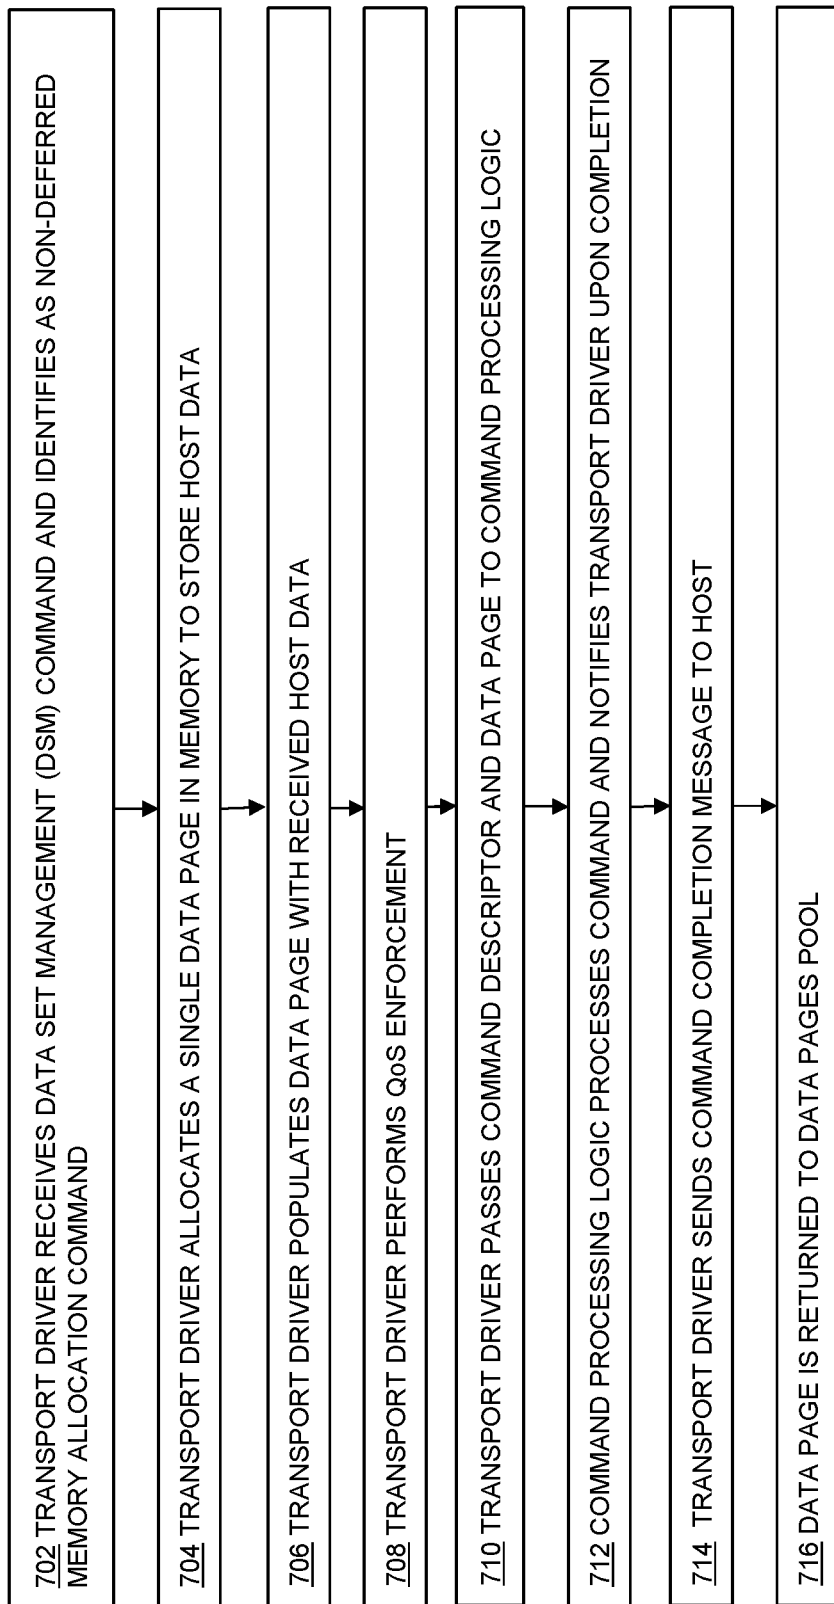 702 TRANSPORT DRIVER RECEIVES DATA SET MANAGEMENT (DSM) COMMAND AND IDENTIFIES AS NON-DEFERRED
MEMORY ALLOCATION COMMAND
704 TRANSPORT DRIVER ALLOCATES A SINGLE DATA PAGE IN MEMORY TO STORE HOST DATA
706 TRANSPORT DRIVER POPULATES DATA PAGE WITH RECEIVED HOST DATA
708 TRANSPORT DRIVER PERFORMS QoS ENFORCEMENT
710 TRANSPORT DRIVER PASSES COMMAND DESCRIPTOR AND DATA PAGE TO COMMAND PROCESSING LOGIC
712 COMMAND PROCESSING LOGIC PROCESSES COMMAND AND NOTIFIES TRANSPORT DRIVER UPON COMPLETION
714 TRANSPORT DRIVER SENDS COMMAND COMPLETION MESSAGE TO HOST
716 DATA PAGE IS RETURNED TO DATA PAGES POOL